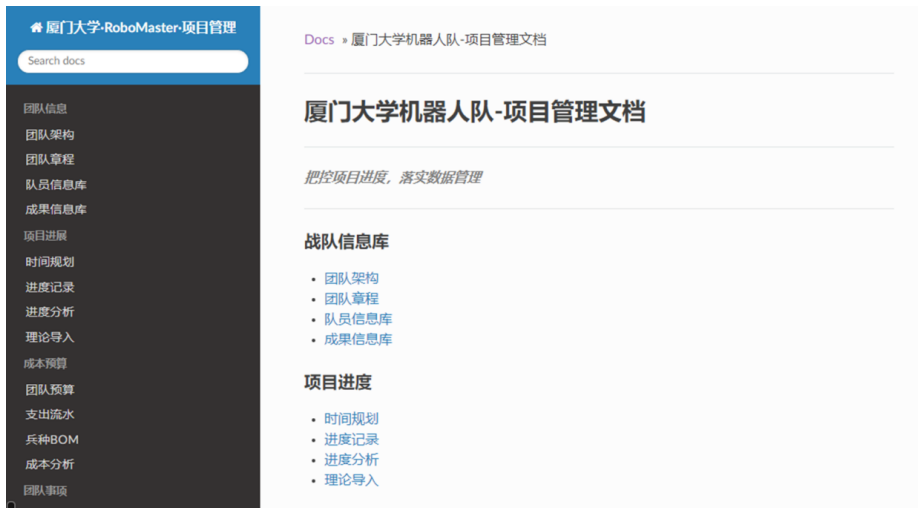 厦门大学·RoboMaster·项目管理
Search docs
团队信息
团队架构
团队章程
队员信息库
成果信息库
项目进展
时间规划
进度记录
进度分析
理论导入
成本预算
团队预算
支出流水
兵种BOM
成本分析
团队事项
Docs » 厦门大学机器人队-项目管理文档
厦门大学机器人队-项目管理文档
把控项目进度，落实数据管理
战队信息库
• 团队架构
• 团队章程
• 队员信息库
• 成果信息库
项目进度
• 时间规划
• 进度记录
• 进度分析
• 理论导入